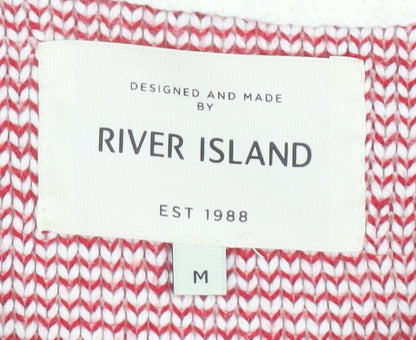 DESIGNED AND MADE
BY
RIVER ISLAND
EST 1988
M